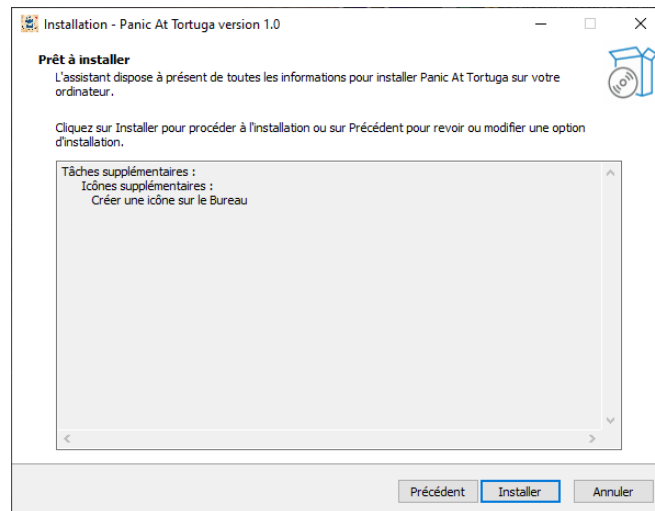 Installation - Panic At Tortuga version 1.0
Prêt à installer
L'assistant dispose à présent de toutes les informations pour installer Panic At Tortuga sur votre
ordinateur.
Cliquez sur Installer pour procéder à l'installation ou sur Précédent pour revoir ou modifier une option
d'installation.
Tâches supplémentaires :
Icônes supplémentaires :
Créer une icône sur le Bureau
Précédent
Installer
Annuler